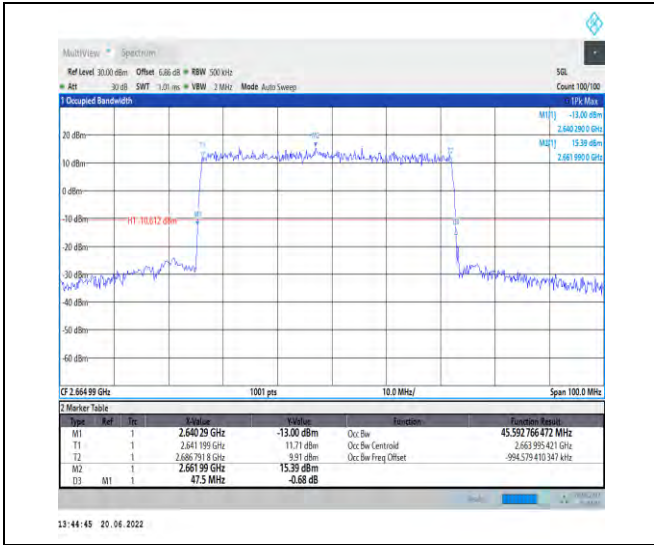 MultiView Spectrum
Ref Level 30.00 dBm Offset 6.86 dB RBW 500 kHz SGL
Att 30 dB SWT 1.01 ms VBW 2 MHz Mode Auto Sweep Count 100/100
1 Occupied Bandwidth 1Pk Max
M1[1] -13.00 dBm
2.640 290 0 GHz
20 dBm M2[1] 15.39 dBm
2.661 990 0 GHz
10 dBm
0 dBm
-10 dBm H1 -10.612 dBm
-20 dBm
-30 dBm
-40 dBm
-50 dBm
-60 dBm
CF 2.664 99 GHz 1001 pts 10.0 MHz/ Span 100.0 MHz
2 Marker Table
Type Ref Trc X-Value Y-Value Function Function Result
M1 1 2.640 29 GHz -13.00 dBm Occ Bw 45.592 766 472 MHz
T1 1 2.641 199 GHz 11.71 dBm Occ Bw Centroid 2.663 995 421 GHz
T2 1 2.686 791 8 GHz 9.91 dBm Occ Bw Freq Offset -994.579 410 347 kHz
M2 1 2.661 99 GHz 15.39 dBm
D3 M1 1 47.5 MHz -0.68 dB
13:44:45 20.06.2022